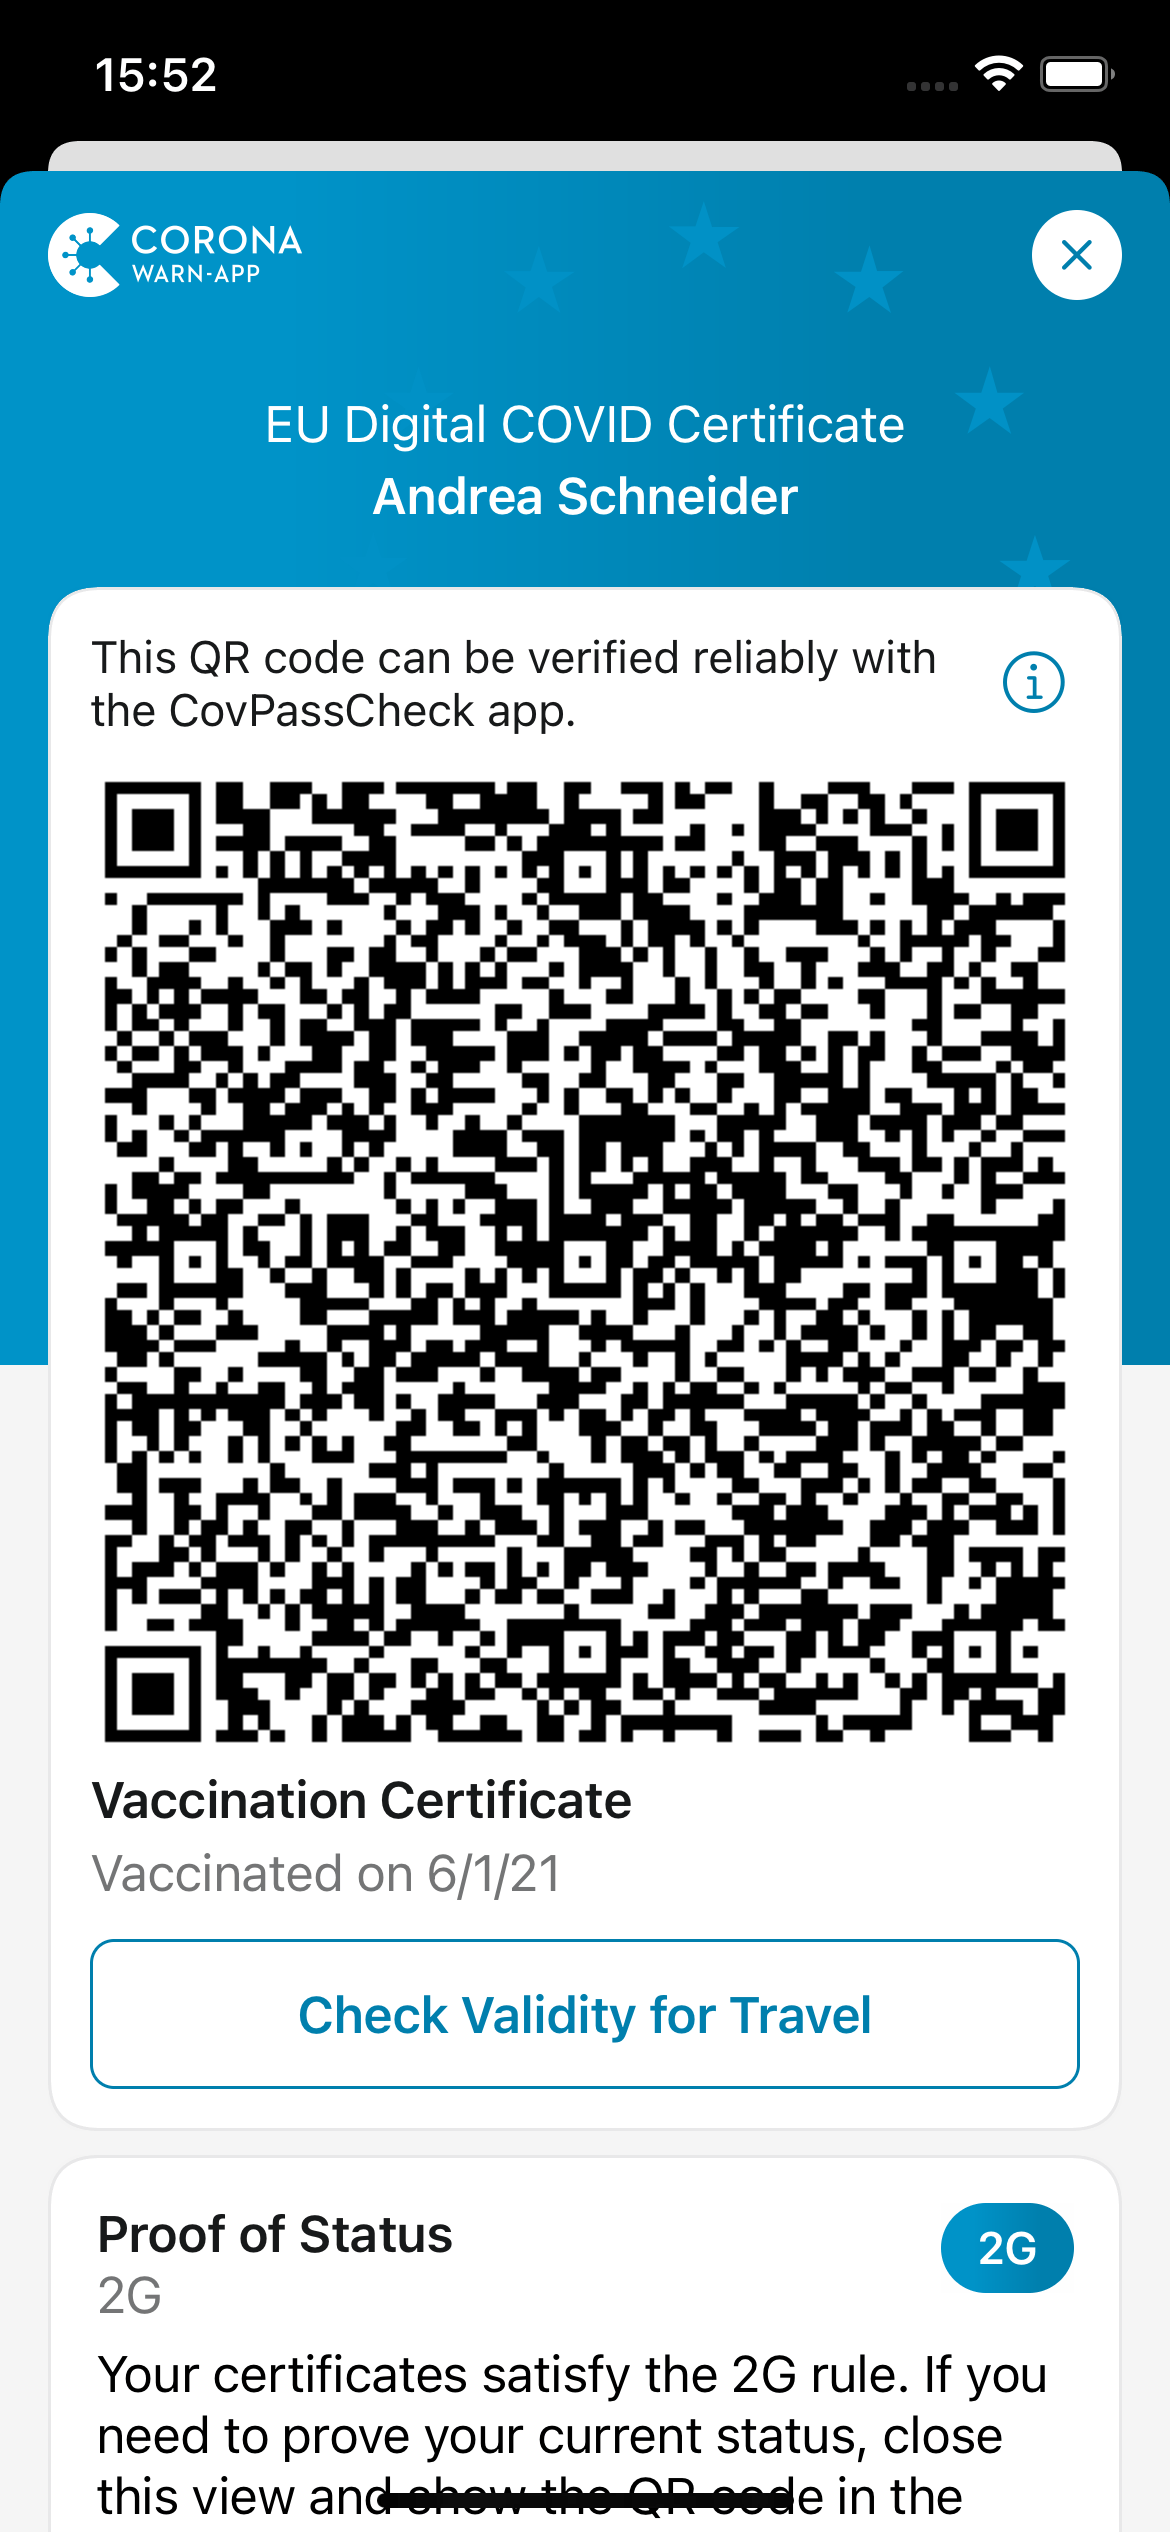 15:52
CORONA
WARN-APP
EU Digital COVID Certificate
Andrea Schneider
This QR code can be verified reliably with
the CovPassCheck app.
Vaccination Certificate
Vaccinated on 6/1/21
Check Validity for Travel
Proof of Status
2G
2G
Your certificates satisfy the 2G rule. If you
need to prove your current status, close
this view and show the QR code in the